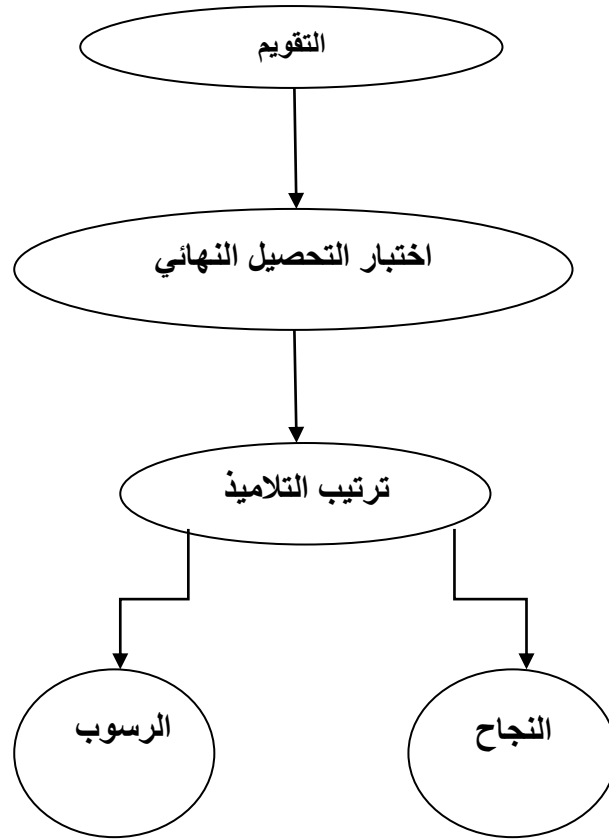 التقويم
اختبار التحصيل النهائي
ترتيب التلاميذ
النجاح
الرسوب